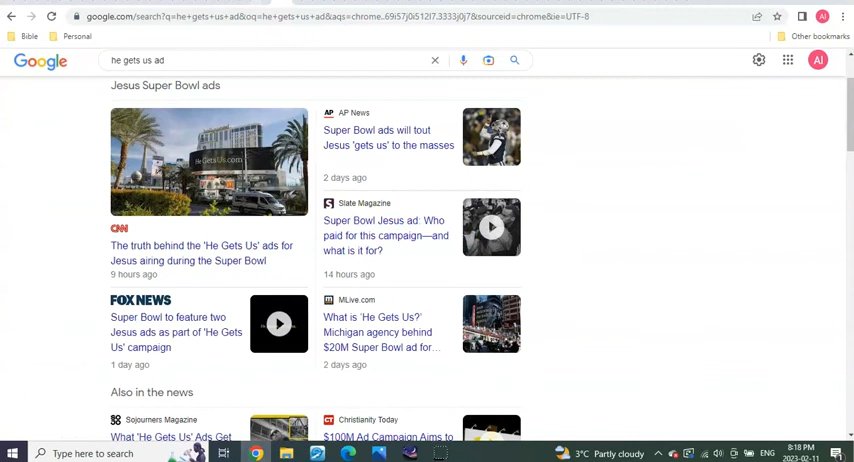 google.com/search?q=he+gets+us+ad&oq=he+gets+us+ad&aqs=chrome..69i57j0i512l7.3333j0j7&sourceid=chrome&ie=UTF-8
AI
Bible
Personal
Other bookmarks
Google
he gets us ad
AI
Jesus Super Bowl ads
HeGetsUs.com
CNN
The truth behind the 'He Gets Us' ads for
Jesus airing during the Super Bowl
9 hours ago
AP AP News
Super Bowl ads will tout
Jesus 'gets us' to the masses
2 days ago
S Slate Magazine
Super Bowl Jesus ad: Who
paid for this campaign—and
what is it for?
14 hours ago
FOX NEWS
Super Bowl to feature two
Jesus ads as part of 'He Gets
Us' campaign
1 day ago
m MLive.com
What is 'He Gets Us?'
Michigan agency behind
$20M Super Bowl ad for...
2 days ago
Also in the news
Sojourners Magazine
What 'He Gets Us' Ads Get
CT Christianity Today
$100M Ad Campaign Aims to
Type here to search
3°C Partly cloudy
ENG
8:18 PM
2023-02-11